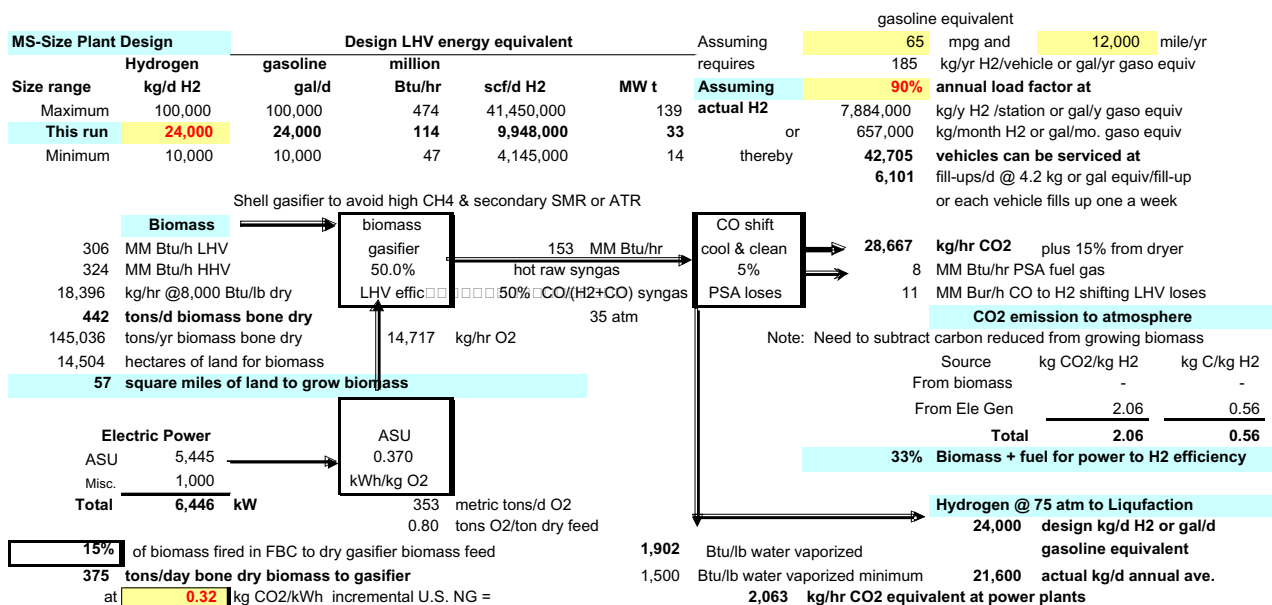 gasoline equivalent
MS-Size Plant Design Design LHV energy equivalent Assuming 65 mpg and 12,000 mile/yr
Hydrogen gasoline million requires 185 kg/yr H2/vehicle or gal/yr gaso equiv
Size range kg/d H2 gal/d Btu/hr scf/d H2 MW t Assuming 90% annual load factor at
Maximum 100,000 100,000 474 41,450,000 139 actual H2 7,884,000 kg/y H2 /station or gal/y gaso equiv
This run 24,000 24,000 114 9,948,000 33 or 657,000 kg/month H2 or gal/mo. gaso equiv
Minimum 10,000 10,000 47 4,145,000 14 thereby 42,705 vehicles can be serviced at
6,101 fill-ups/d @ 4.2 kg or gal equiv/fill-up
Shell gasifier to avoid high CH4 & secondary SMR or ATR or each vehicle fills up one a week
Biomass biomass CO shift
306 MM Btu/h LHV gasifier 153 MM Btu/hr cool & clean 28,667 kg/hr CO2 plus 15% from dryer
324 MM Btu/h HHV 50.0% hot raw syngas 5% 8 MM Btu/hr PSA fuel gas
18,396 kg/hr @8,000 Btu/lb dry LHV effic 50% CO/(H2+CO) syngas PSA loses 11 MM Bur/h CO to H2 shifting LHV loses
442 tons/d biomass bone dry 35 atm CO2 emission to atmosphere
145,036 tons/yr biomass bone dry 14,717 kg/hr O2 Note: Need to subtract carbon reduced from growing biomass
14,504 hectares of land for biomass Source kg CO2/kg H2 kg C/kg H2
57 square miles of land to grow biomass From biomass - -
From Ele Gen 2.06 0.56
Electric Power ASU Total 2.06 0.56
ASU 5,445 0.370 33% Biomass + fuel for power to H2 efficiency
Misc. 1,000 kWh/kg O2
Total 6,446 kW 353 metric tons/d O2 Hydrogen @ 75 atm to Liqufaction
0.80 tons O2/ton dry feed 24,000 design kg/d H2 or gal/d
15% of biomass fired in FBC to dry gasifier biomass feed 1,902 Btu/lb water vaporized gasoline equivalent
375 tons/day bone dry biomass to gasifier 1,500 Btu/lb water vaporized minimum 21,600 actual kg/d annual ave.
at 0.32 kg CO2/kWh incremental U.S. NG = 2,063 kg/hr CO2 equivalent at power plants